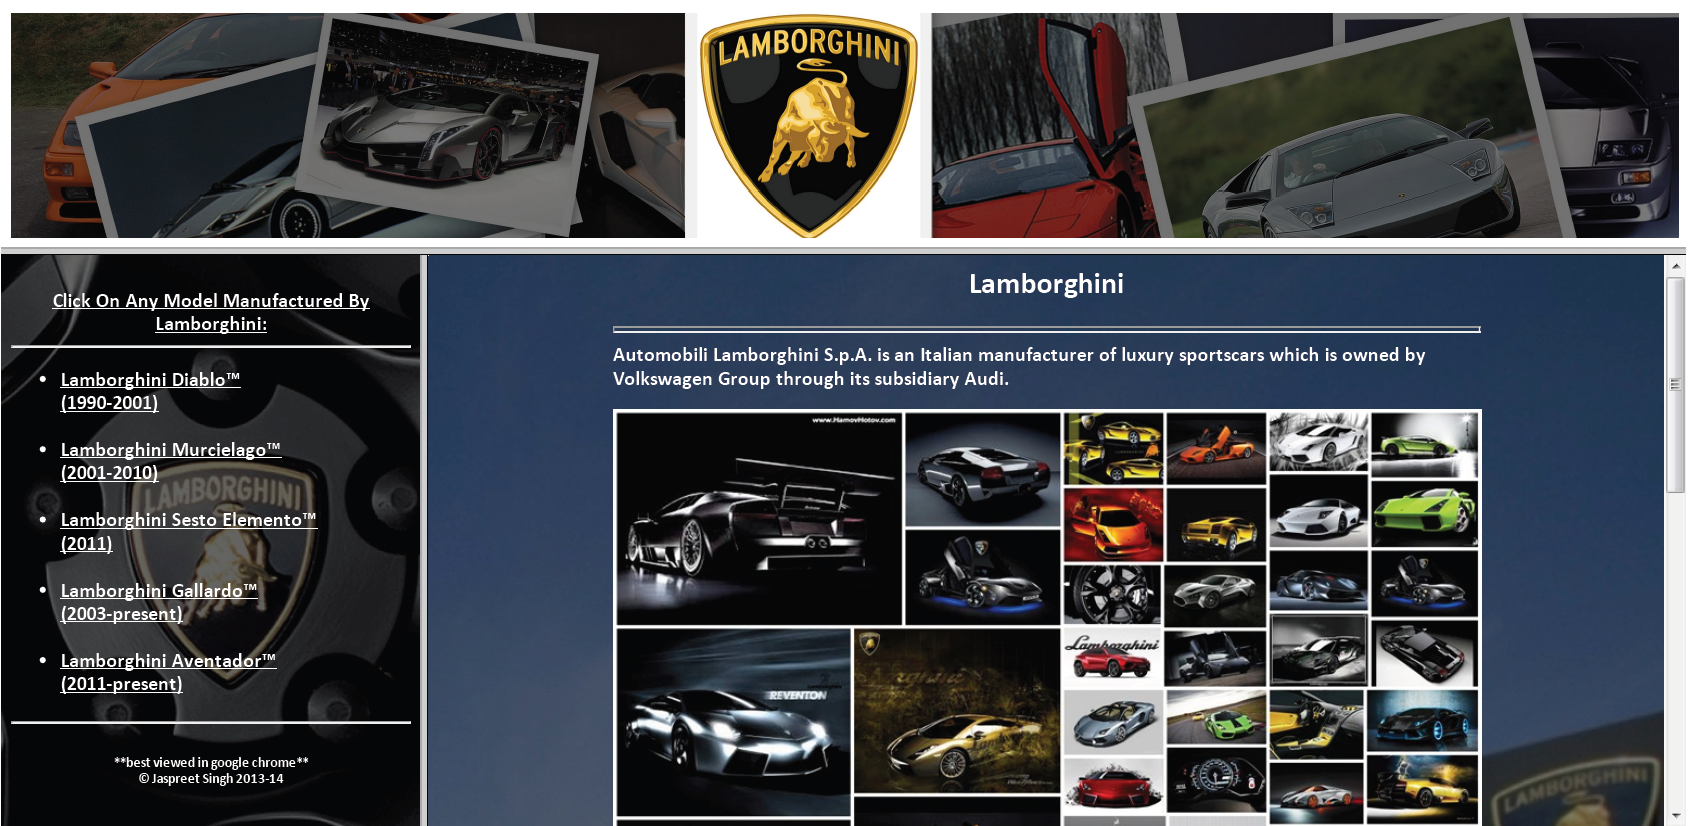 LAMBORGHINI
Click On Any Model Manufactured By
Lamborghini:
• Lamborghini Diablo™
(1990-2001)
• Lamborghini Murcielago™
(2001-2010)
• Lamborghini Sesto Elemento™
(2011)
• Lamborghini Gallardo™
(2003-present)
• Lamborghini Aventador™
(2011-present)
LAMBORGHINI
**best viewed in google chrome**
© Jaspreet Singh 2013-14
Lamborghini
Automobili Lamborghini S.p.A. is an Italian manufacturer of luxury sportscars which is owned by
Volkswagen Group through its subsidiary Audi.
www.HamovHotov.com
Lamborghini
REVENTON
LAMBORGHINI